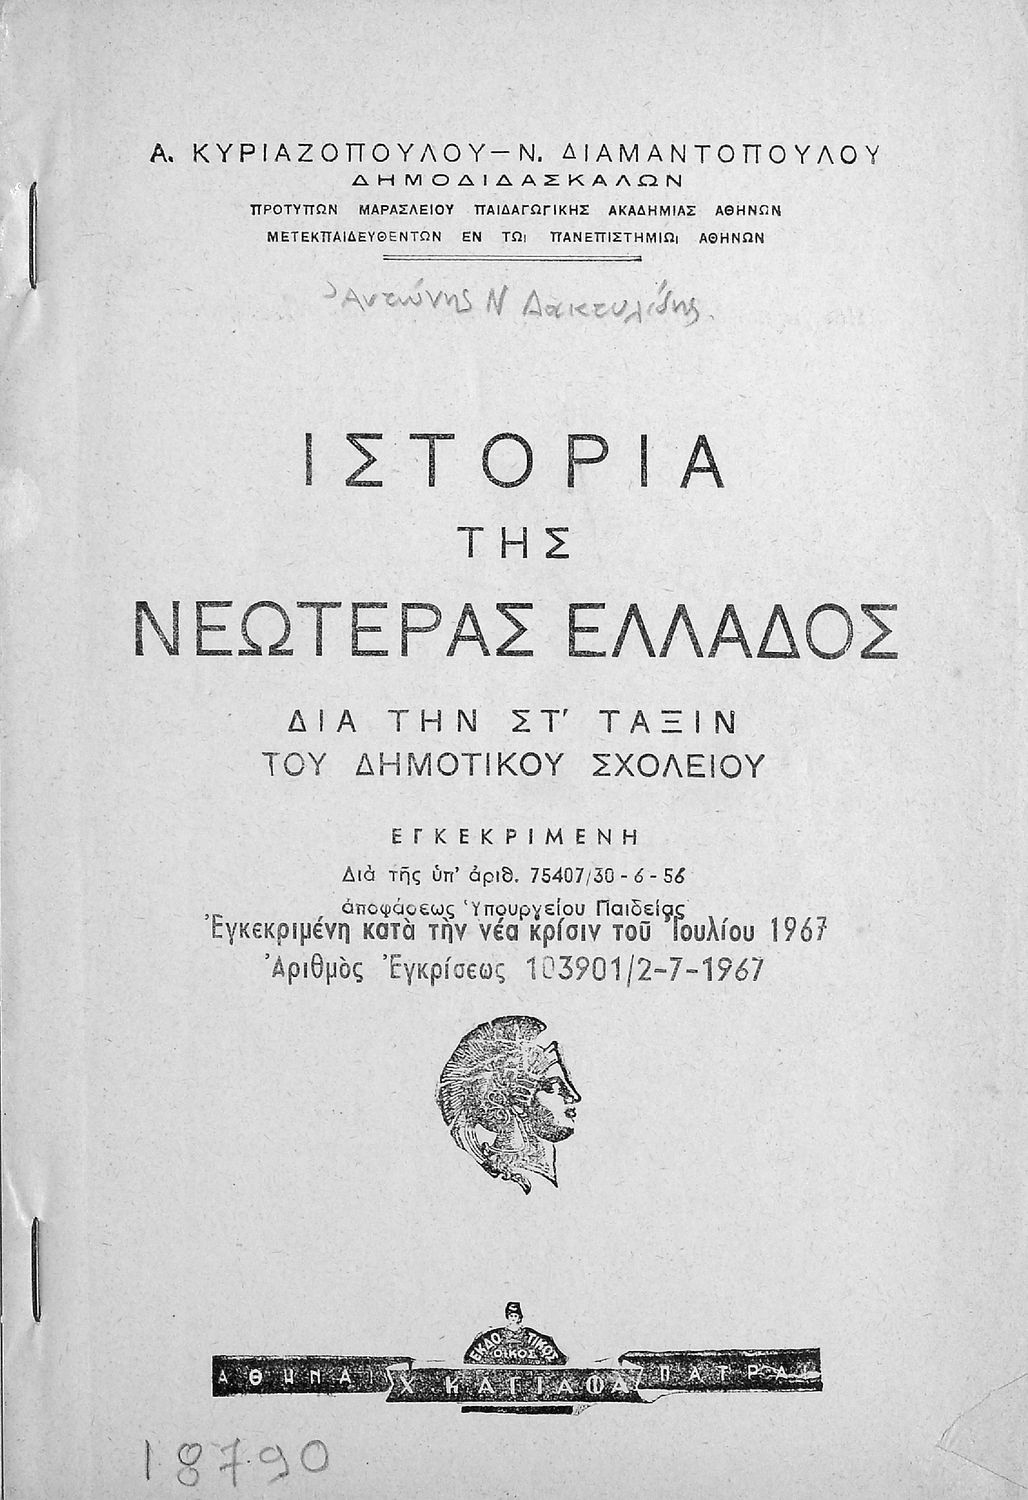 Α. ΚΥΡΙΑΖΟΠΟΥΛΟΥ—Ν. ΔΙΑΜΑΝΤΟΠΟΥΛΟΥ
ΔΗΜΟΔΙΔΑΣΚΑΛΩΝ
ΠΡΟΤΥΠΩΝ ΜΑΡΑΣΛΕΙΟΥ ΠΑΙΔΑΓΩΓΙΚΗΣ ΑΚΑΔΗΜΙΑΣ ΑΘΗΝΩΝ
ΜΕΤΕΚΠΑΙΔΕΥΘΕΝΤΩΝ ΕΝ ΤΩι ΠΑΝΕΠΙΣΤΗΜΙΩι ΑΘΗΝΩΝ
Ἀντώνης Ν Δακτυλίδης.
ΙΣΤΟΡΙΑ
ΤΗΣ
ΝΕΩΤΕΡΑΣ ΕΛΛΑΔΟΣ
ΔΙΑ ΤΗΝ ΣΤ′ ΤΑΞΙΝ
ΤΟΥ ΔΗΜΟΤΙΚΟΥ ΣΧΟΛΕΙΟΥ
ΕΓΚΕΚΡΙΜΕΝΗ
Διὰ τῆς ὑπ’ ἀριθ. 75407/30-6-56
ἀποφάσεως Ὑπουργείου Παιδείας
Ἐγκεκριμένη κατὰ τὴν νέα κρίσιν τοῦ Ἰουλίου 1967
Ἀριθμὸς Ἐγκρίσεως 103901/2-7-1967
ΕΚΔΟΤΙΚΟΣ
ΟΙΚΟΣ
ΑΘΗΝΑΙ Χ ΚΑΓΙΑΦΑ ΠΑΤΡΑΙ
18790